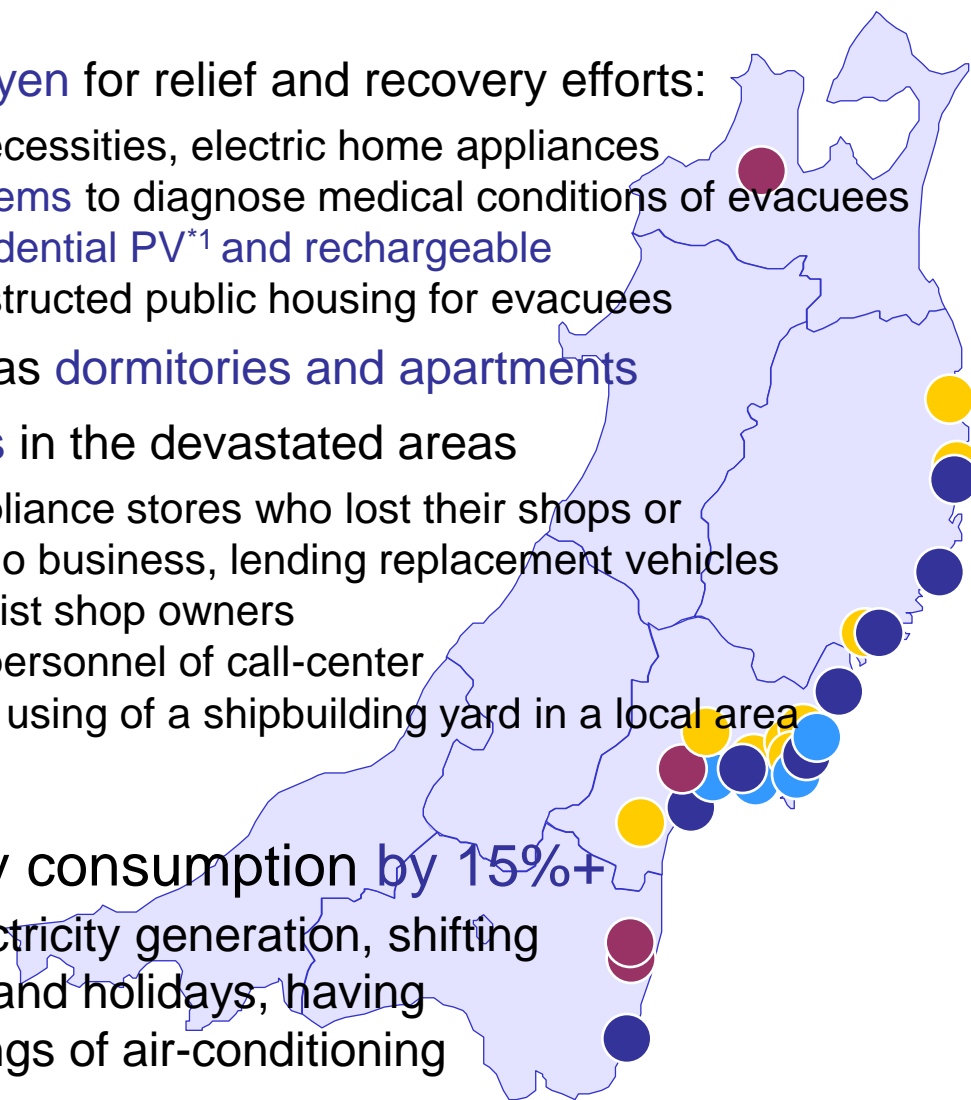 yen for relief and recovery efforts:
ecessities, electric home appliances
ems to diagnose medical conditions of evacuees
dential PV*1 and rechargeable
structed public housing for evacuees
as dormitories and apartments
s in the devastated areas
pliance stores who lost their shops or
o business, lending replacement vehicles
ist shop owners
personnel of call-center
using of a shipbuilding yard in a local area
y consumption by 15%+
ctricity generation, shifting
and holidays, having
ngs of air-conditioning